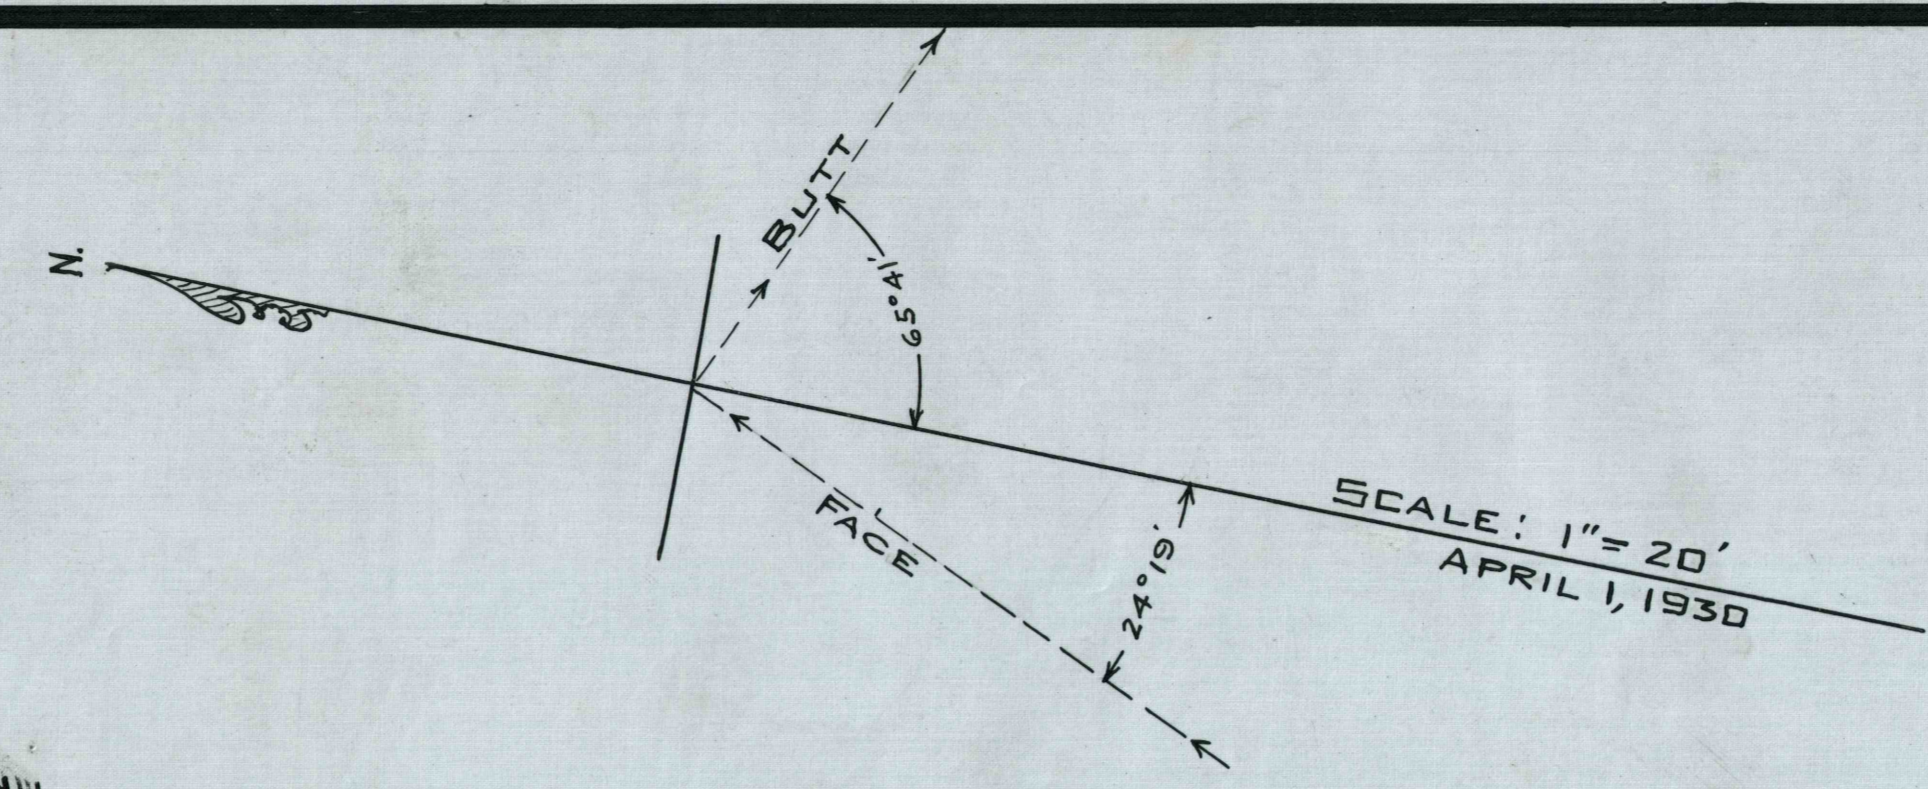 N.
BUTT
65°41'
FACE
24°19'
SCALE: 1"= 20'
APRIL 1, 1930